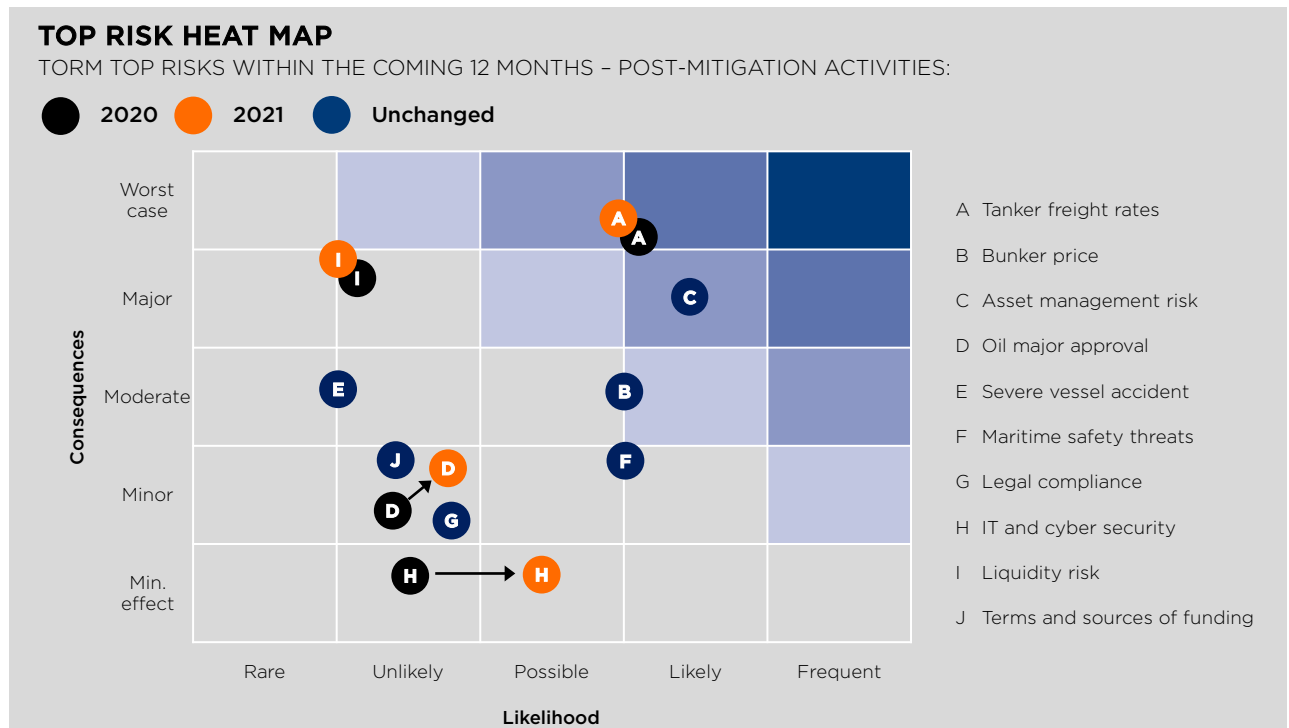 TOP RISK HEAT MAP
TORM TOP RISKS WITHIN THE COMING 12 MONTHS – POST-MITIGATION ACTIVITIES:
2020 2021 Unchanged
Consequences
Worst
case
Major
Moderate
Minor
Min.
effect
A
A
I
I
C
E
B
J
D
F
D
G
H
H
Rare Unlikely Possible Likely Frequent
Likelihood
A Tanker freight rates
B Bunker price
C Asset management risk
D Oil major approval
E Severe vessel accident
F Maritime safety threats
G Legal compliance
H IT and cyber security
I Liquidity risk
J Terms and sources of funding